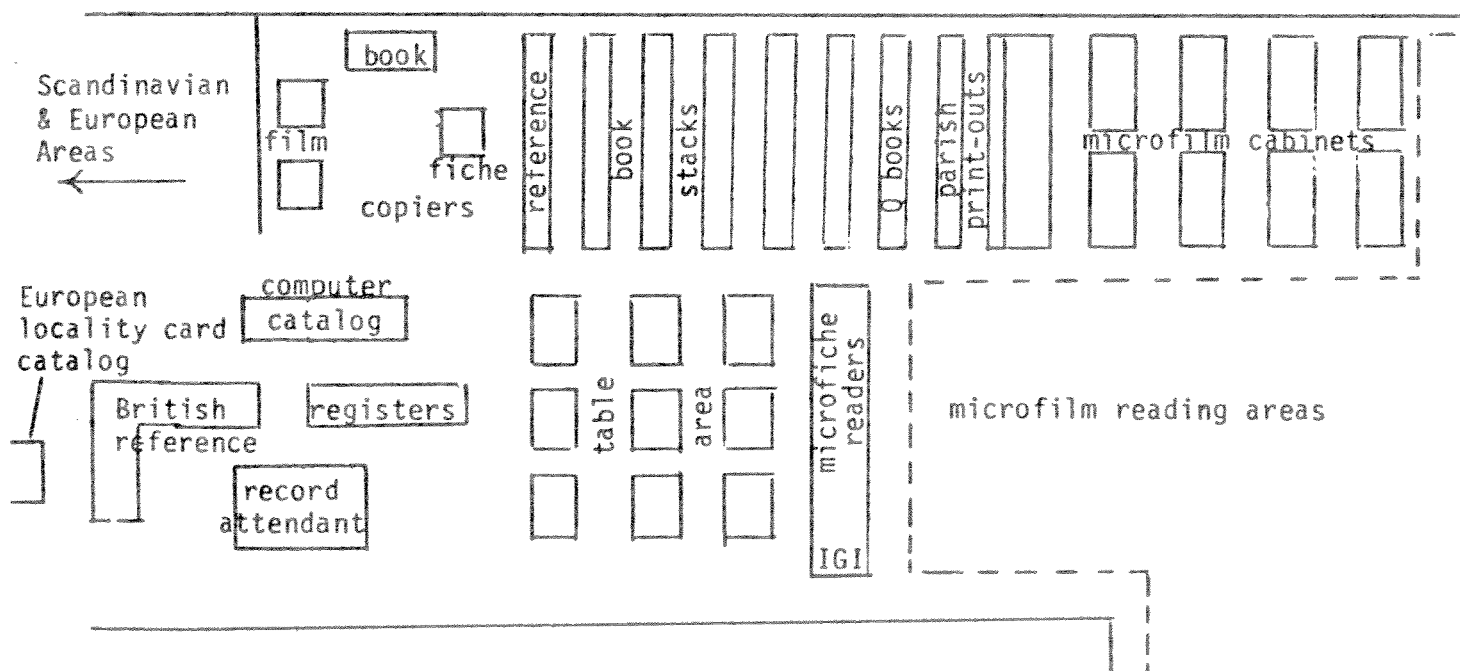 Scandinavian
& European
Areas
book
film
fiche
copiers
reference
book
stacks
Q books
parish
print-outs
microfilm cabinets
European
locality card
catalog
computer
catalog
British
reference
registers
record
attendant
table
area
microfiche
readers
IGI
microfilm reading areas